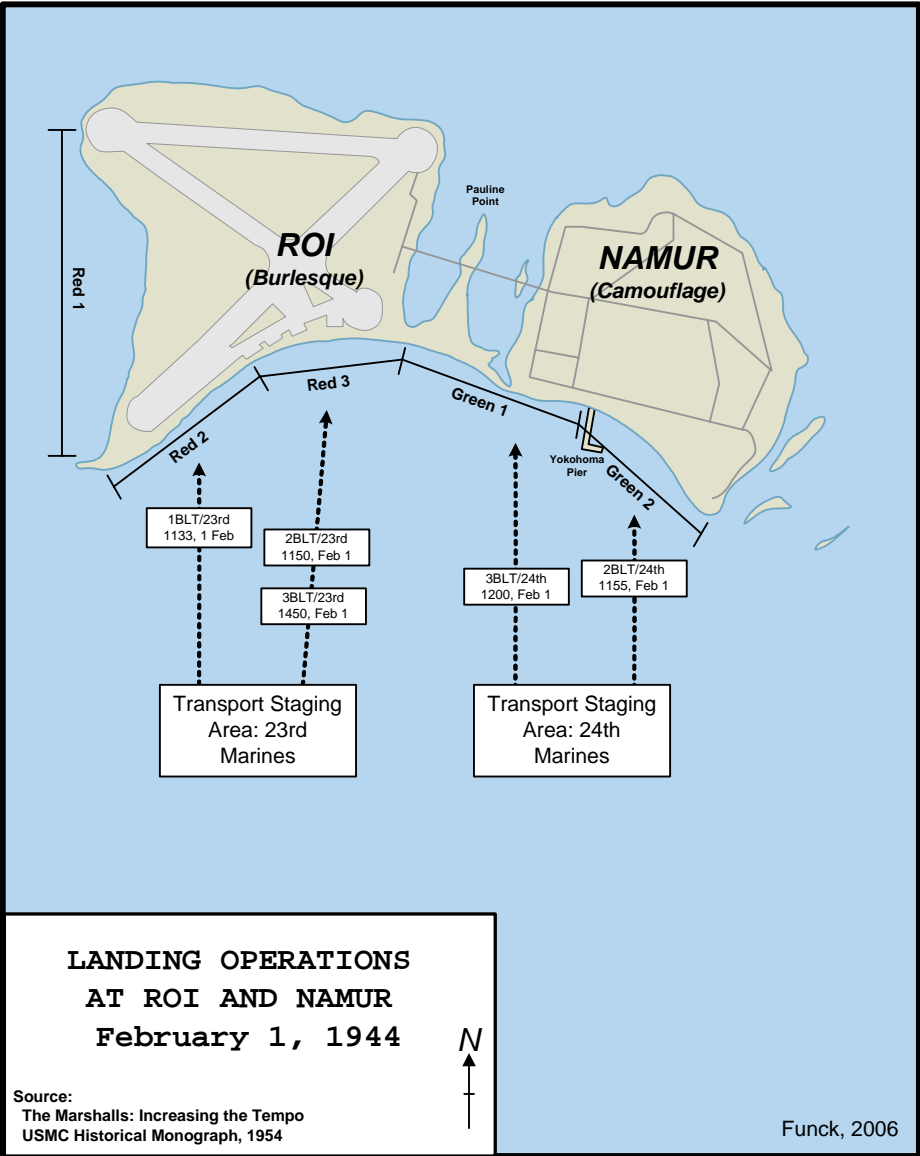 Pauline
Point
ROI
(Burlesque)
NAMUR
(Camouflage)
Red 1
Red 2
Red 3
Green 1
Yokohoma
Pier
Green 2
1BLT/23rd
1133, 1 Feb
2BLT/23rd
1150, Feb 1
3BLT/23rd
1450, Feb 1
3BLT/24th
1200, Feb 1
2BLT/24th
1155, Feb 1
Transport Staging
Area: 23rd
Marines
Transport Staging
Area: 24th
Marines
LANDING OPERATIONS
AT ROI AND NAMUR
February 1, 1944
N
Source:
The Marshalls: Increasing the Tempo
USMC Historical Monograph, 1954
Funck, 2006